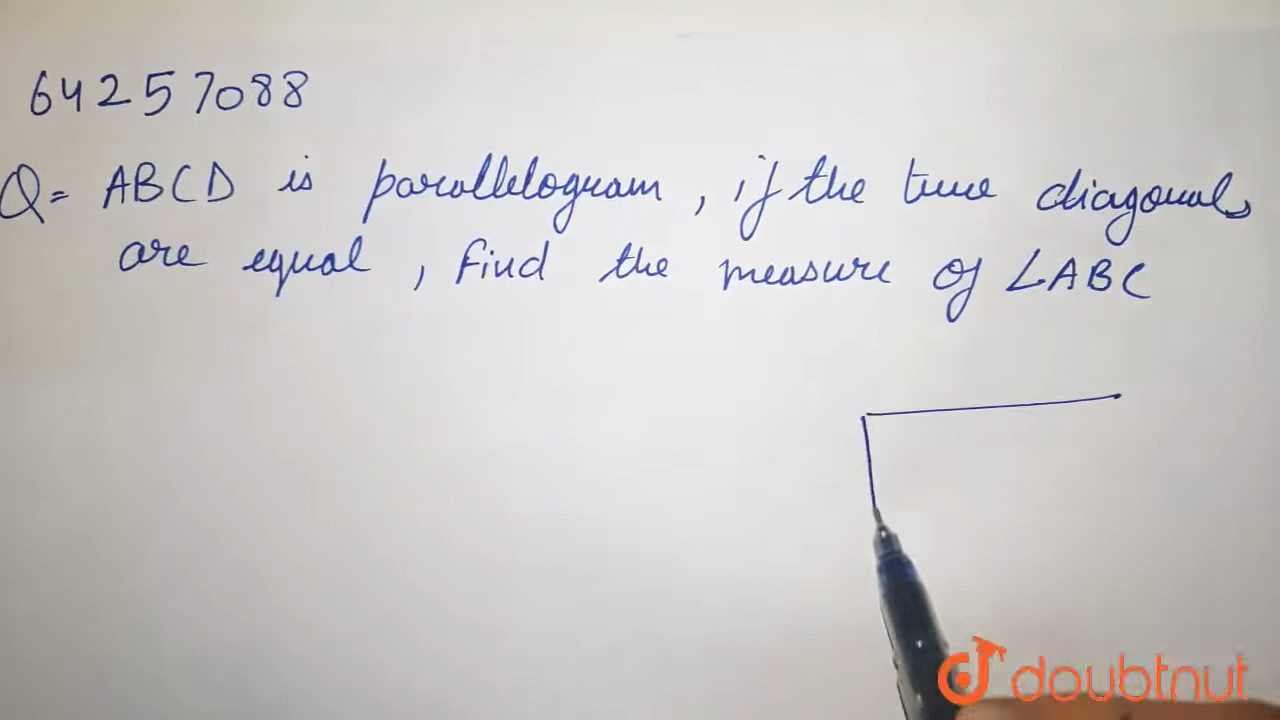 64257088
Q= ABCD is parallelogram, if the two diagonals
are equal, find the measure of ∠ABC
doubtnut